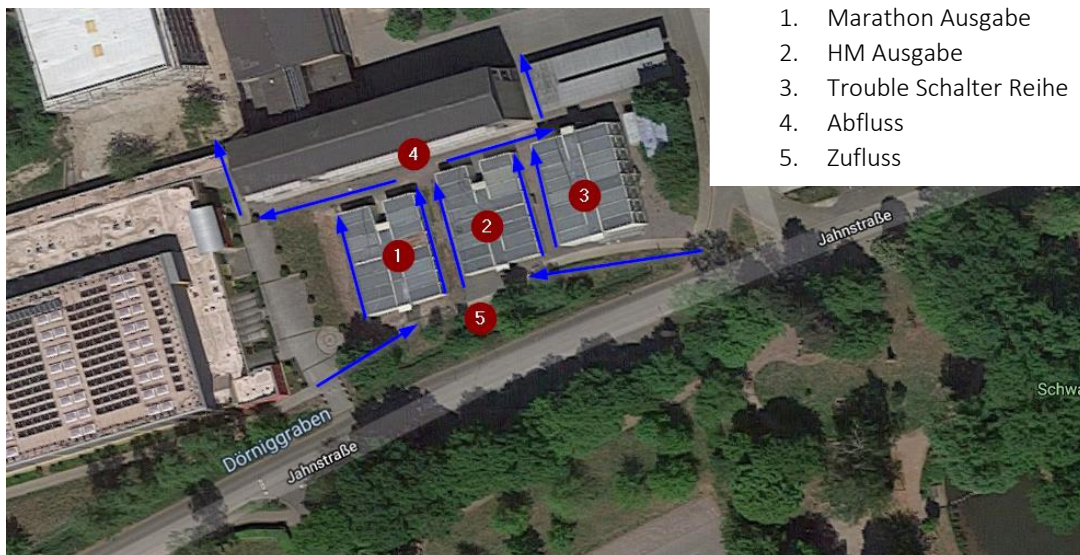 1. Marathon Ausgabe
2. HM Ausgabe
3. Trouble Schalter Reihe
4. Abfluss
5. Zufluss
4
3
2
1
5
Jahnstraße
Schwa
Dörniggraben
Jahnstraße